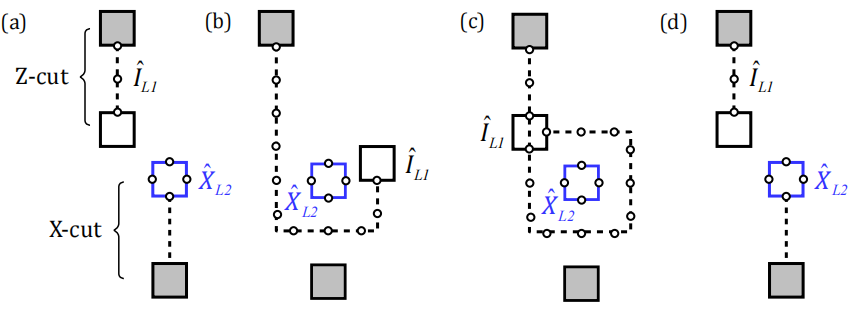 (a)
Z-cut
Î_L1
X̂_L2
X-cut
(b)
Î_L1
X̂_L2
(c)
Î_L1
X̂_L2
(d)
Î_L1
X̂_L2